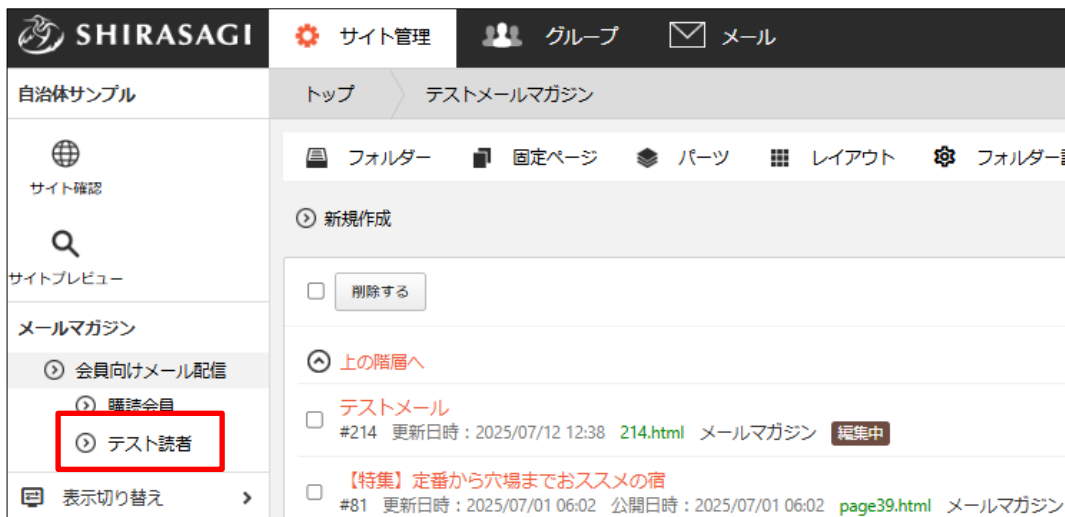 SHIRASAGI サイト管理 グループ メール
自治体サンプル
トップ テストメールマガジン
サイト確認
フォルダー 固定ページ パーツ レイアウト フォルダー
新規作成
サイトプレビュー
削除する
メールマガジン
会員向けメール配信
購読会員
テスト読者
表示切り替え
上の階層へ
テストメール
#214 更新日時:2025/07/12 12:38 214.html メールマガジン 編集中
【特集】定番から穴場までおススメの宿
#81 更新日時:2025/07/01 06:02 公開日時:2025/07/01 06:02 page39.html メールマガジン